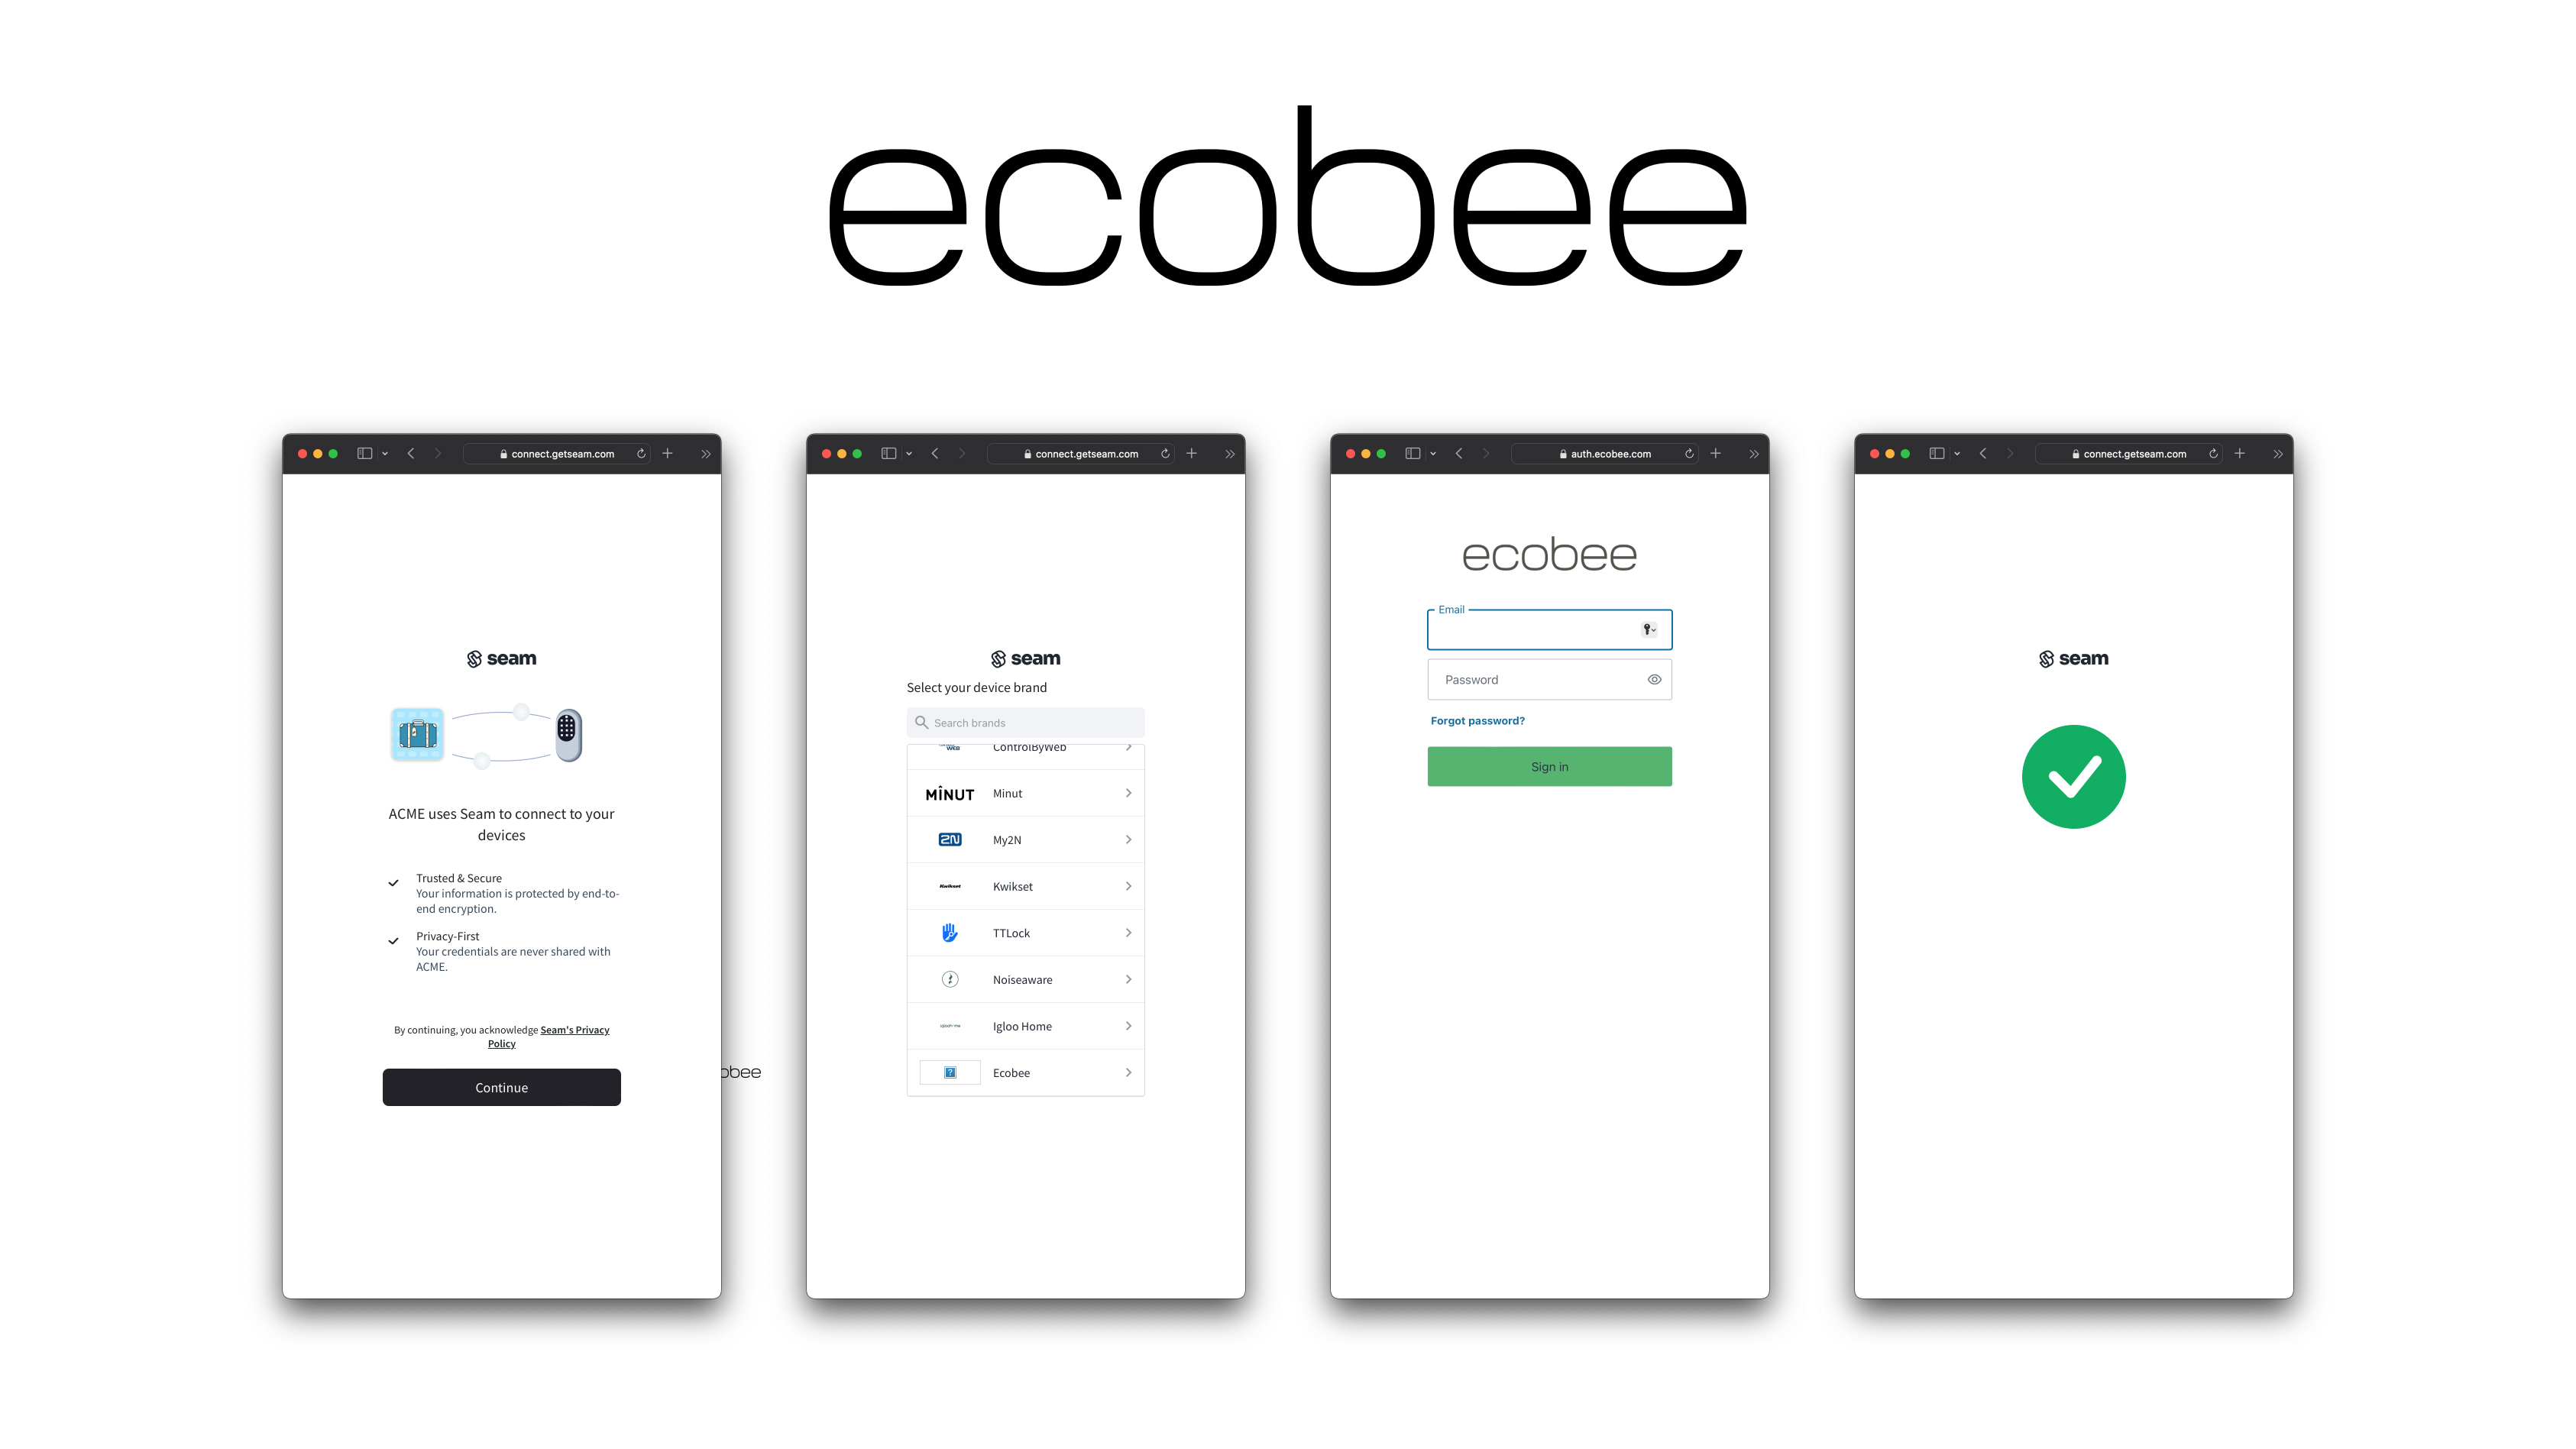 ecobee
connect.getseam.com
seam
ACME uses Seam to connect to your
devices
Trusted & Secure
Your information is protected by end-to-
end encryption.
Privacy-First
Your credentials are never shared with
ACME.
By continuing, you acknowledge Seam's Privacy
Policy
Continue
obee
connect.getseam.com
seam
Select your device brand
Search brands
ControlByWeb
MINUT Minut
2N My2N
Kwikset Kwikset
TTLock
Noiseaware
Igloo Home
? Ecobee
auth.ecobee.com
ecobee
Email
Password
Forgot password?
Sign in
connect.getseam.com
seam